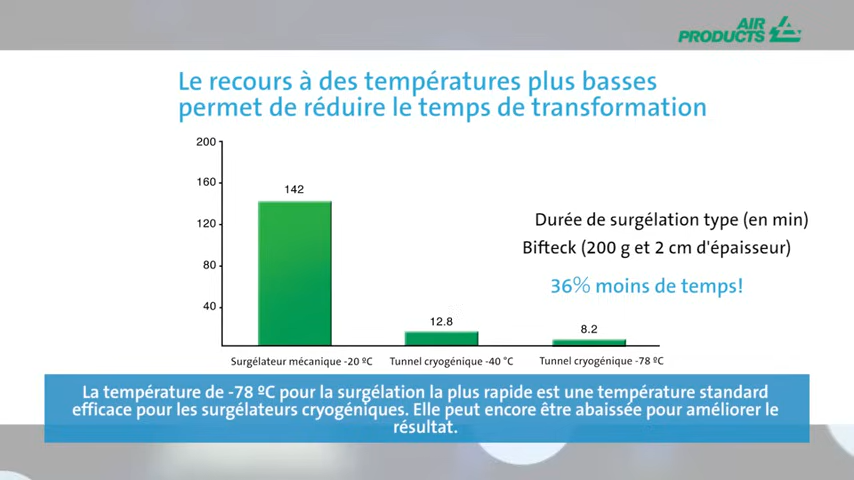 AIR
PRODUCTS
Le recours à des températures plus basses
permet de réduire le temps de transformation
200
160
120
80
40
142
12.8
8.2
Durée de surgélation type (en min)
Bifteck (200 g et 2 cm d'épaisseur)
36% moins de temps!
Surgélateur mécanique -20 ºC
Tunnel cryogénique -40 °C
Tunnel cryogénique -78 ºC
La température de -78 ºC pour la surgélation la plus rapide est une température standard
efficace pour les surgélateurs cryogéniques. Elle peut encore être abaissée pour améliorer le
résultat.